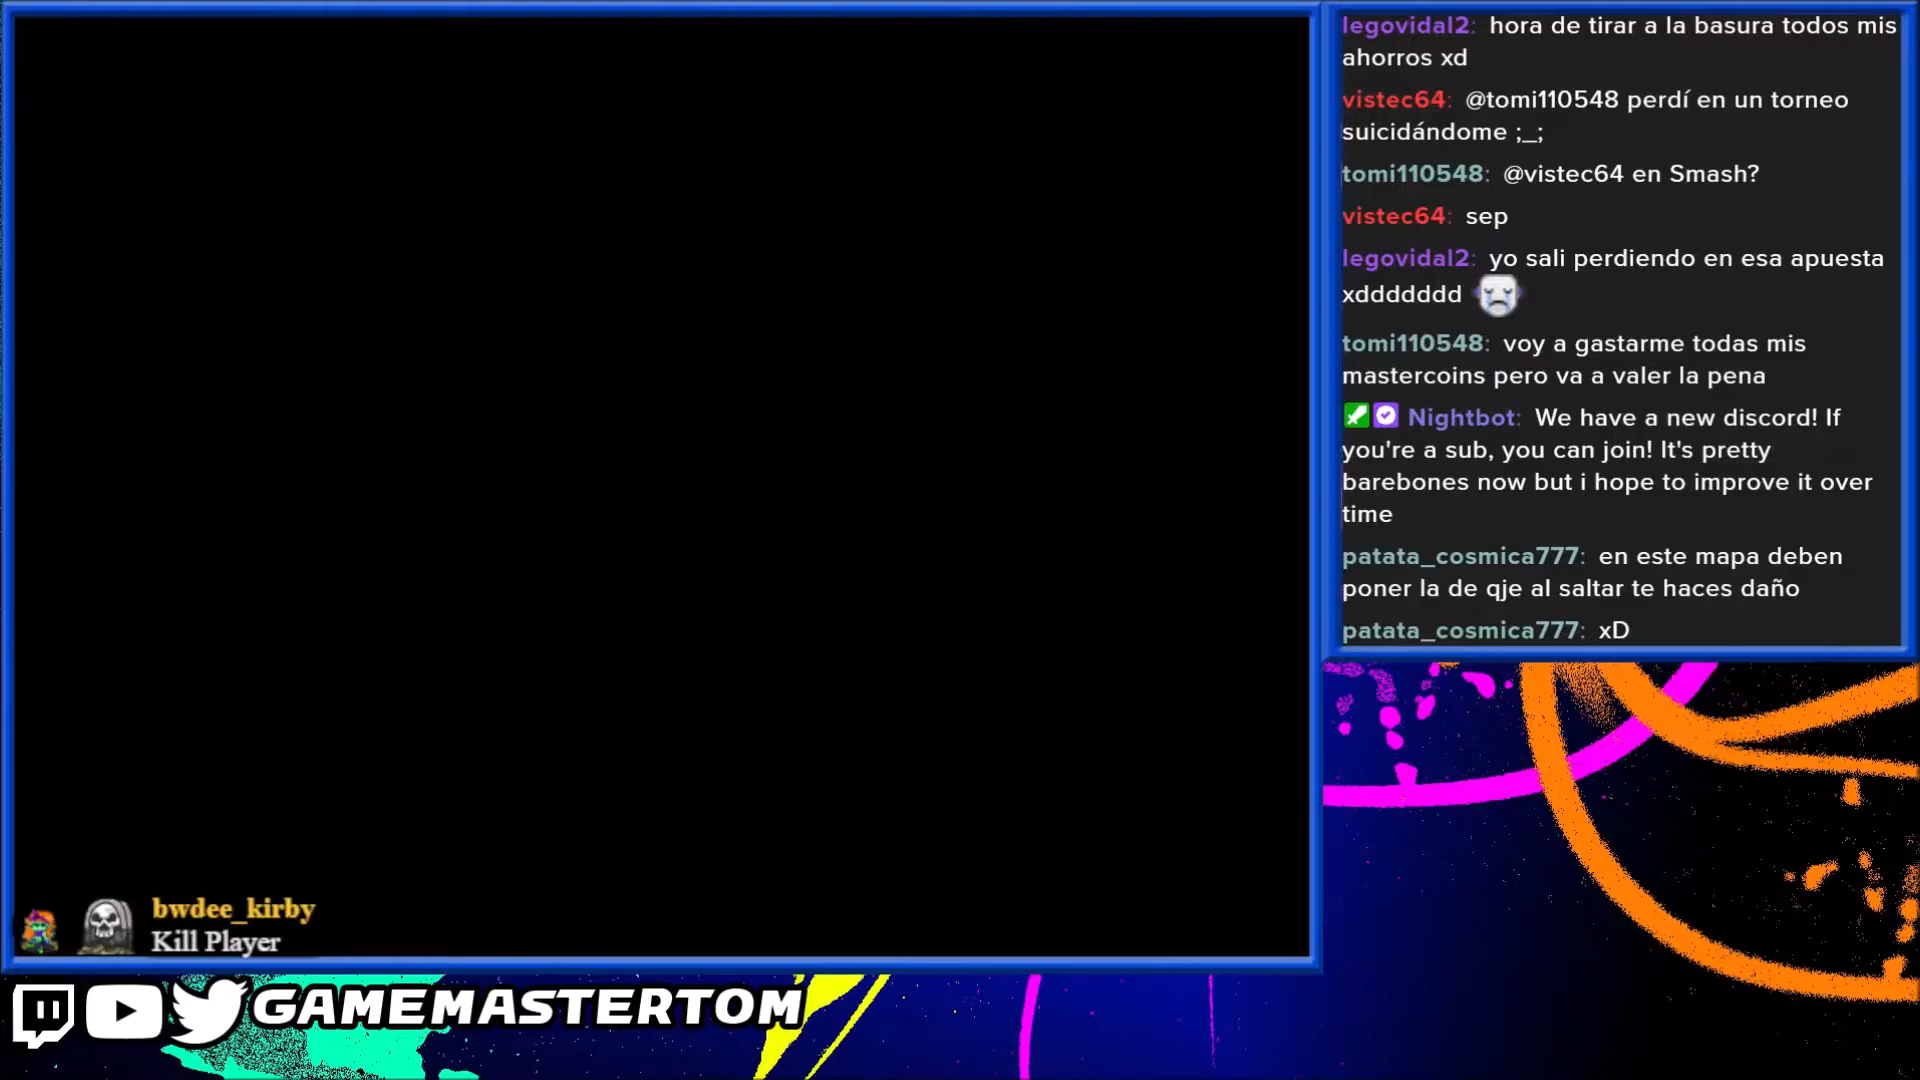 legovidal2: hora de tirar a la basura todos mis
ahorros xd
vistec64: @tomi110548 perdí en un torneo
suicidándome ;_;
tomi110548: @vistec64 en Smash?
vistec64: sep
legovidal2: yo sali perdiendo en esa apuesta
xddddddd
tomi110548: voy a gastarme todas mis
mastercoins pero va a valer la pena
Nightbot: We have a new discord! If
you're a sub, you can join! It's pretty
barebones now but i hope to improve it over
time
patata_cosmica777: en este mapa deben
poner la de qje al saltar te haces daño
patata_cosmica777: xD
bwdee_kirby
Kill Player
GAMEMASTERTOM